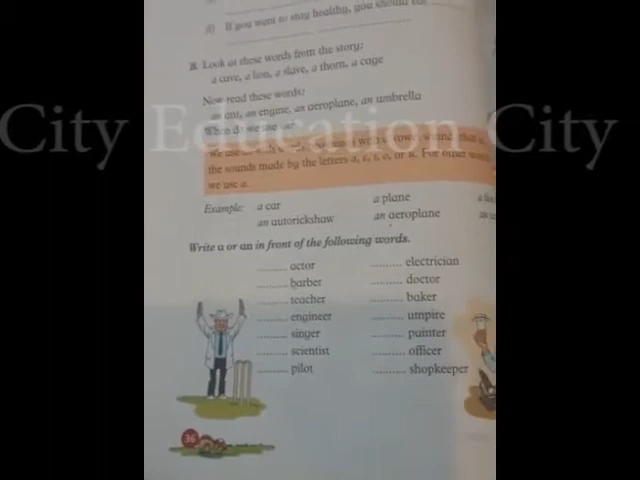 (f) If you want to stay healthy, you should eat
B. Look at these words from the story:
a cave, a lion, a slave, a thorn, a cage
Now read these words:
ant, an engine, an aeroplane, an umbrella
When do we use
City Education City
the sounds made by the letters a, e, i, o, or u. For other
we use a.
Example: a car a plane a
an autorickshaw an aeroplane an
Write a or an in front of the following words.
.......... actor .......... electrician
.......... barber .......... doctor
.......... teacher .......... baker
.......... engineer .......... umpire
.......... singer .......... painter
.......... scientist .......... officer
.......... pilot .......... shopkeeper
36